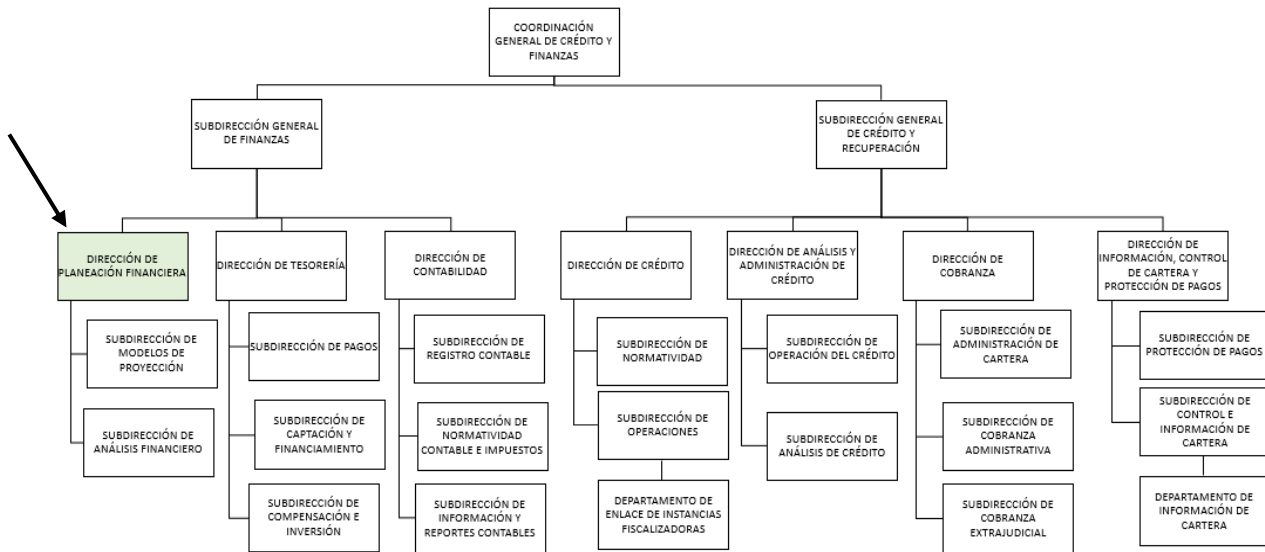 COORDINACIÓN
GENERAL DE CRÉDITO Y
FINANZAS
SUBDIRECCIÓN GENERAL
DE FINANZAS
SUBDIRECCIÓN GENERAL
DE CRÉDITO Y
RECUPERACIÓN
DIRECCIÓN DE
PLANEACIÓN FINANCIERA
DIRECCIÓN DE TESORERÍA
DIRECCIÓN DE
CONTABILIDAD
DIRECCIÓN DE CRÉDITO
DIRECCIÓN DE ANÁLISIS Y
ADMINISTRACIÓN DE
CRÉDITO
DIRECCIÓN DE
COBRANZA
DIRECCIÓN DE
INFORMACIÓN, CONTROL
DE CARTERA Y
PROTECCIÓN DE PAGOS
SUBDIRECCIÓN DE
MODELOS DE
PROYECCIÓN
SUBDIRECCIÓN DE PAGOS
SUBDIRECCIÓN DE
REGISTRO CONTABLE
SUBDIRECCIÓN DE
NORMATIVIDAD
SUBDIRECCIÓN DE
OPERACIÓN DEL CRÉDITO
SUBDIRECCIÓN DE
ADMINISTRACIÓN DE
CARTERA
SUBDIRECCIÓN DE
PROTECCIÓN DE PAGOS
SUBDIRECCIÓN DE
ANÁLISIS FINANCIERO
SUBDIRECCIÓN DE
CAPTACIÓN Y
FINANCIAMIENTO
SUBDIRECCIÓN DE
NORMATIVIDAD
CONTABLE E IMPUESTOS
SUBDIRECCIÓN DE
OPERACIONES
SUBDIRECCIÓN DE
ANÁLISIS DE CRÉDITO
SUBDIRECCIÓN DE
COBRANZA
ADMINISTRATIVA
SUBDIRECCIÓN DE
CONTROL E
INFORMACIÓN DE
CARTERA
SUBDIRECCIÓN DE
COMPENSACIÓN E
INVERSIÓN
SUBDIRECCIÓN DE
INFORMACIÓN Y
REPORTES CONTABLES
DEPARTAMENTO DE
ENLACE DE INSTANCIAS
FISCALIZADORAS
SUBDIRECCIÓN DE
COBRANZA
EXTRAJUDICIAL
DEPARTAMENTO DE
INFORMACIÓN DE
CARTERA